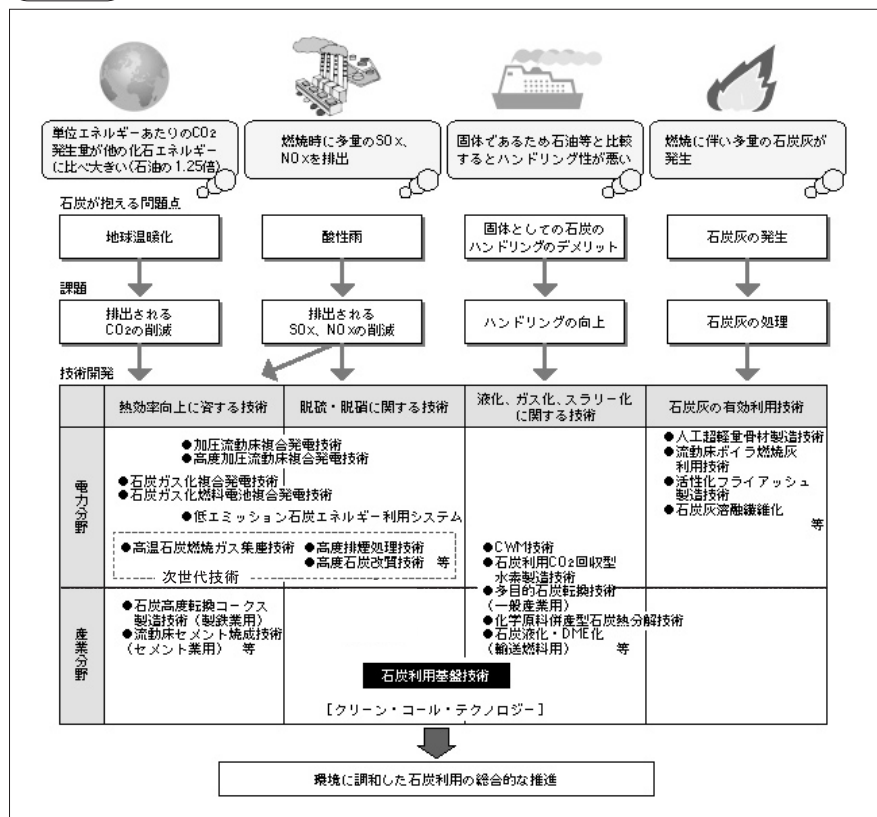 単位エネルギーあたりのCO₂
発生量が他の化石エネルギー
に比べ大きい(石油の1.25倍)
燃焼時に多量のSOx、
NOxを排出
固体であるため石油等と比較
するとハンドリング性が悪い
燃焼に伴い多量の石炭灰が
発生
石炭が抱える問題点
地球温暖化
酸性雨
固体としての石炭の
ハンドリングのデメリット
石炭灰の発生
課題
排出される
CO₂の削減
排出される
SOx、NOxの削減
ハンドリングの向上
石炭灰の処理
技術開発
熱効率向上に資する技術
脱硫・脱硝に関する技術
液化、ガス化、スラリー化
に関する技術
石炭灰の有効利用技術
電力分野
●加圧流動床複合発電技術
●高度加圧流動床複合発電技術
●石炭ガス化複合発電技術
●石炭ガス化燃料電池複合発電技術
●低エミッション石炭エネルギー利用システム
●高温石炭燃焼ガス集塵技術
●高度排煙処理技術
●高度石炭改質技術 等
次世代技術
●CWM技術
●石炭利用CO₂回収型
水素製造技術
●多目的石炭転換技術
(一般産業用)
●化学原料併産型石炭熱分解技術
●石炭液化・DME化
(輸送燃料用) 等
●人工超軽量骨材製造技術
●流動床ボイラ燃焼灰
利用技術
●活性化フライアッシュ
製造技術
●石炭灰溶融繊維化
等
産業分野
●石炭高度転換コークス
製造技術(製鉄業用)
●流動床セメント焼成技術
(セメント業用) 等
石炭利用基盤技術
[クリーン・コール・テクノロジー]
環境に調和した石炭利用の総合的な推進